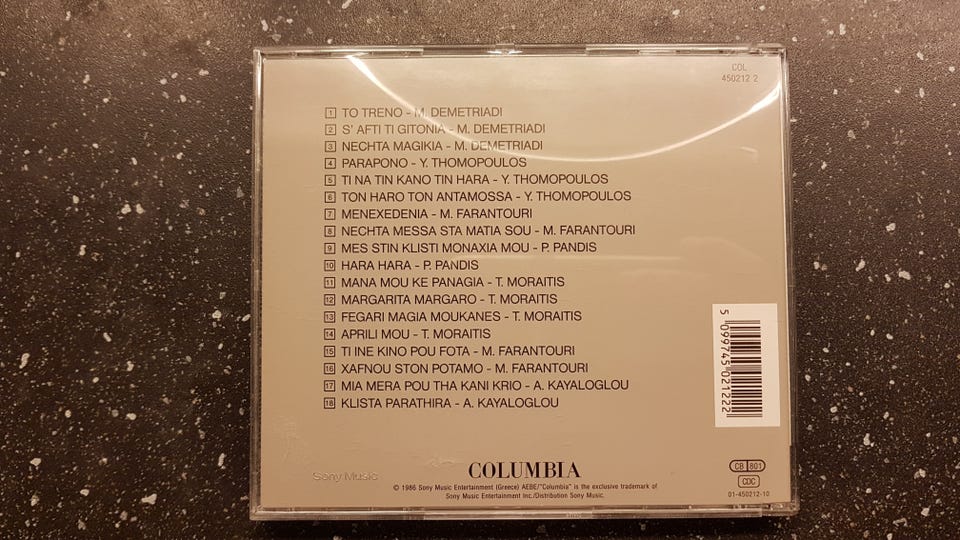 COL
450212 2
1 TO TRENO - M. DEMETRIADI
2 S' AFTI TI GITONIA - M. DEMETRIADI
3 NECHTA MAGIKIA - M. DEMETRIADI
4 PARAPONO - Y. THOMOPOULOS
5 TI NA TIN KANO TIN HARA - Y. THOMOPOULOS
6 TON HARO TON ANTAMOSSA - Y. THOMOPOULOS
7 MENEXEDENIA - M. FARANTOURI
8 NECHTA MESSA STA MATIA SOU - M. FARANTOURI
9 MES STIN KLISTI MONAXIA MOU - P. PANDIS
10 HARA HARA - P. PANDIS
11 MANA MOU KE PANAGIA - T. MORAITIS
12 MARGARITA MARGARO - T. MORAITIS
13 FEGARI MAGIA MOUKANES - T. MORAITIS
14 APRILI MOU - T. MORAITIS
15 TI INE KINO POU FOTA - M. FARANTOURI
16 XAFNOU STON POTAMO - M. FARANTOURI
17 MIA MERA POU THA KANI KRIO - A. KAYALOGLOU
18 KLISTA PARATHIRA - A. KAYALOGLOU
5 099745 021222
Sony Music
COLUMBIA
© 1986 Sony Music Entertainment (Greece) AEBE/"Columbia" is the exclusive trademark of
Sony Music Entertainment Inc./Distribution Sony Music.
CB 801
CDC
01-450212-10